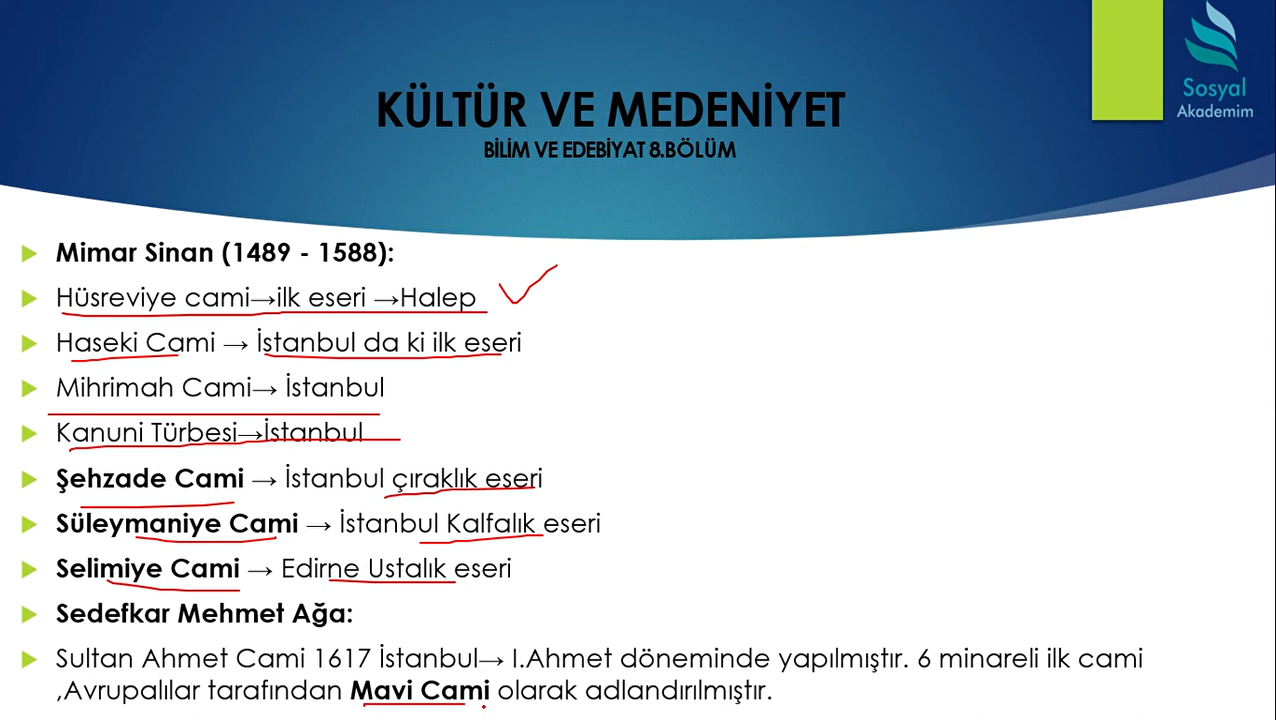 KÜLTÜR VE MEDENİYET
BİLİM VE EDEBİYAT 8.BÖLÜM
Sosyal
Akademim
Mimar Sinan (1489 - 1588):
Hüsreviye cami→ilk eseri →Halep
Haseki Cami → İstanbul da ki ilk eseri
Mihrimah Cami→ İstanbul
Kanuni Türbesi→İstanbul
Şehzade Cami → İstanbul çıraklık eseri
Süleymaniye Cami → İstanbul Kalfalık eseri
Selimiye Cami → Edirne Ustalık eseri
Sedefkar Mehmet Ağa:
Sultan Ahmet Cami 1617 İstanbul→ I.Ahmet döneminde yapılmıştır. 6 minareli ilk cami
,Avrupalılar tarafından Mavi Cami olarak adlandırılmıştır.